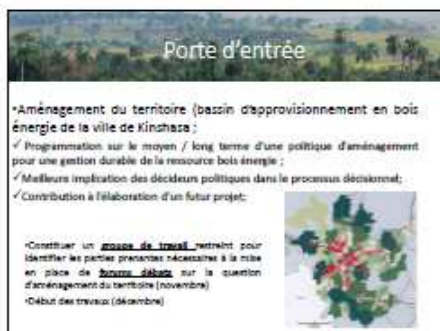 Porte d'entrée
•Aménagement du territoire (bassin d'approvisionnement en bois
énergie de la ville de Kinshasa ;
✓ Programmation sur le moyen / long terme d'une politique d'aménagement
pour une gestion durable de la ressource bois énergie ;
✓ Meilleure implication des décideurs politiques dans le processus décisionnel;
✓ Contribution à l'élaboration d'un futur projet;
•Constituer un groupe de travail restreint pour
identifier les parties prenantes nécessaires à la mise
en place de forums débats sur la question
d'aménagement du territoire (novembre)
•Début des travaux (décembre)